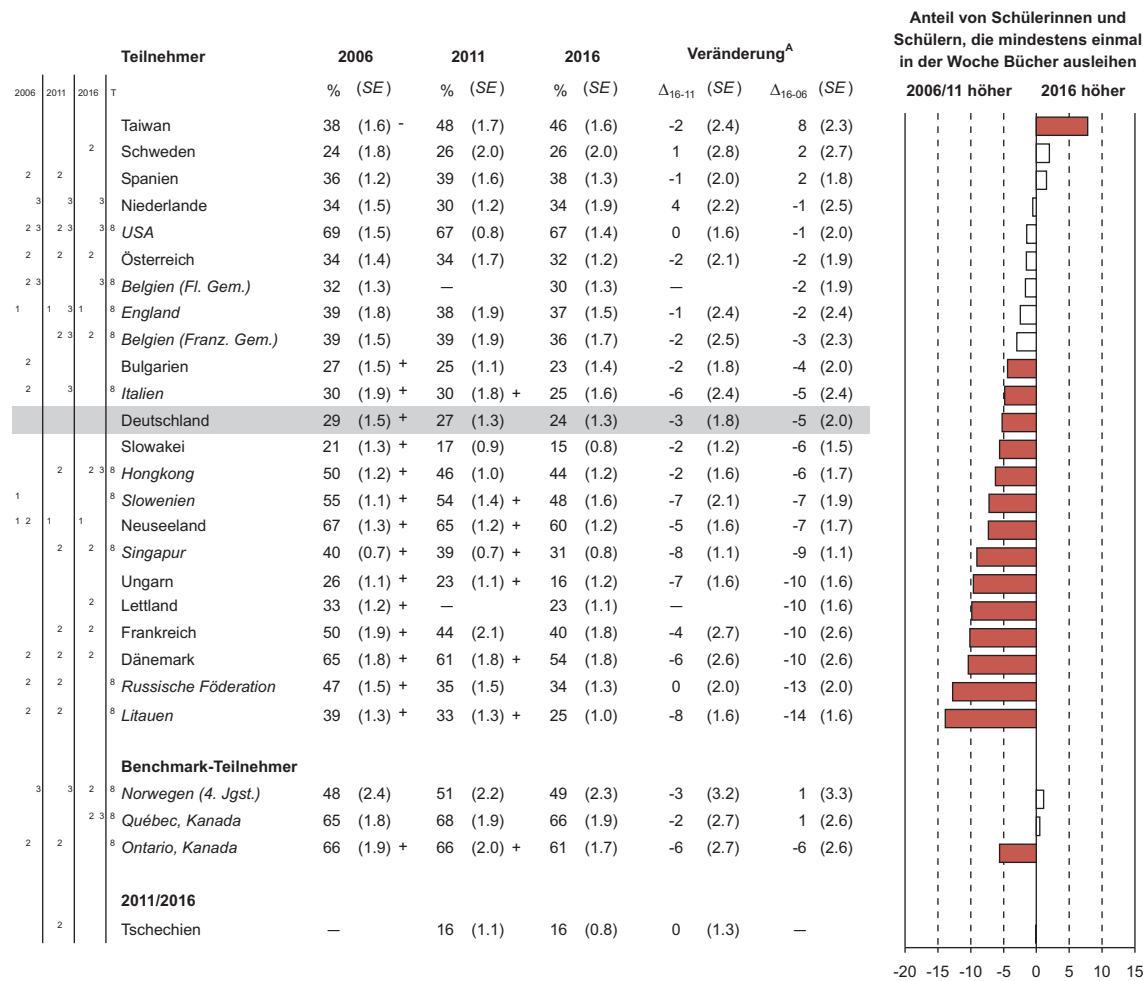 Anteil von Schülerinnen und
Schülern, die mindestens einmal
in der Woche Bücher ausleihen
Teilnehmer 2006 2011 2016 Veränderung A
2006 2011 2016 T % (SE) % (SE) % (SE) Δ16-11 (SE) Δ16-06 (SE) 2006/11 höher 2016 höher
Taiwan 38 (1.6) - 48 (1.7) 46 (1.6) -2 (2.4) 8 (2.3)
2 Schweden 24 (1.8) 26 (2.0) 26 (2.0) 1 (2.8) 2 (2.7)
2 2 Spanien 36 (1.2) 39 (1.6) 38 (1.3) -1 (2.0) 2 (1.8)
3 3 3 Niederlande 34 (1.5) 30 (1.2) 34 (1.9) 4 (2.2) -1 (2.5)
2 3 2 3 3 8 USA 69 (1.5) 67 (0.8) 67 (1.4) 0 (1.6) -1 (2.0)
2 2 2 Österreich 34 (1.4) 34 (1.7) 32 (1.2) -2 (2.1) -2 (1.9)
2 3 3 8 Belgien (Fl. Gem.) 32 (1.3) — 30 (1.3) — -2 (1.9)
1 1 3 1 8 England 39 (1.8) 38 (1.9) 37 (1.5) -1 (2.4) -2 (2.4)
2 3 2 8 Belgien (Franz. Gem.) 39 (1.5) 39 (1.9) 36 (1.7) -2 (2.5) -3 (2.3)
2 Bulgarien 27 (1.5) + 25 (1.1) 23 (1.4) -2 (1.8) -4 (2.0)
2 3 8 Italien 30 (1.9) + 30 (1.8) + 25 (1.6) -6 (2.4) -5 (2.4)
Deutschland 29 (1.5) + 27 (1.3) 24 (1.3) -3 (1.8) -5 (2.0)
Slowakei 21 (1.3) + 17 (0.9) 15 (0.8) -2 (1.2) -6 (1.5)
2 2 3 8 Hongkong 50 (1.2) + 46 (1.0) 44 (1.2) -2 (1.6) -6 (1.7)
1 8 Slowenien 55 (1.1) + 54 (1.4) + 48 (1.6) -7 (2.1) -7 (1.9)
1 2 1 1 Neuseeland 67 (1.3) + 65 (1.2) + 60 (1.2) -5 (1.6) -7 (1.7)
2 2 8 Singapur 40 (0.7) + 39 (0.7) + 31 (0.8) -8 (1.1) -9 (1.1)
Ungarn 26 (1.1) + 23 (1.1) + 16 (1.2) -7 (1.6) -10 (1.6)
2 Lettland 33 (1.2) + — 23 (1.1) — -10 (1.6)
2 2 Frankreich 50 (1.9) + 44 (2.1) 40 (1.8) -4 (2.7) -10 (2.6)
2 2 2 Dänemark 65 (1.8) + 61 (1.8) + 54 (1.8) -6 (2.6) -10 (2.6)
2 2 8 Russische Föderation 47 (1.5) + 35 (1.5) 34 (1.3) 0 (2.0) -13 (2.0)
2 2 8 Litauen 39 (1.3) + 33 (1.3) + 25 (1.0) -8 (1.6) -14 (1.6)
Benchmark-Teilnehmer
3 3 2 8 Norwegen (4. Jgst.) 48 (2.4) 51 (2.2) 49 (2.3) -3 (3.2) 1 (3.3)
2 3 8 Québec, Kanada 65 (1.8) 68 (1.9) 66 (1.9) -2 (2.7) 1 (2.6)
2 2 8 Ontario, Kanada 66 (1.9) + 66 (2.0) + 61 (1.7) -6 (2.7) -6 (2.6)
2011/2016
2 Tschechien — 16 (1.1) 16 (0.8) 0 (1.3) —
-20 -15 -10 -5 0 5 10 15